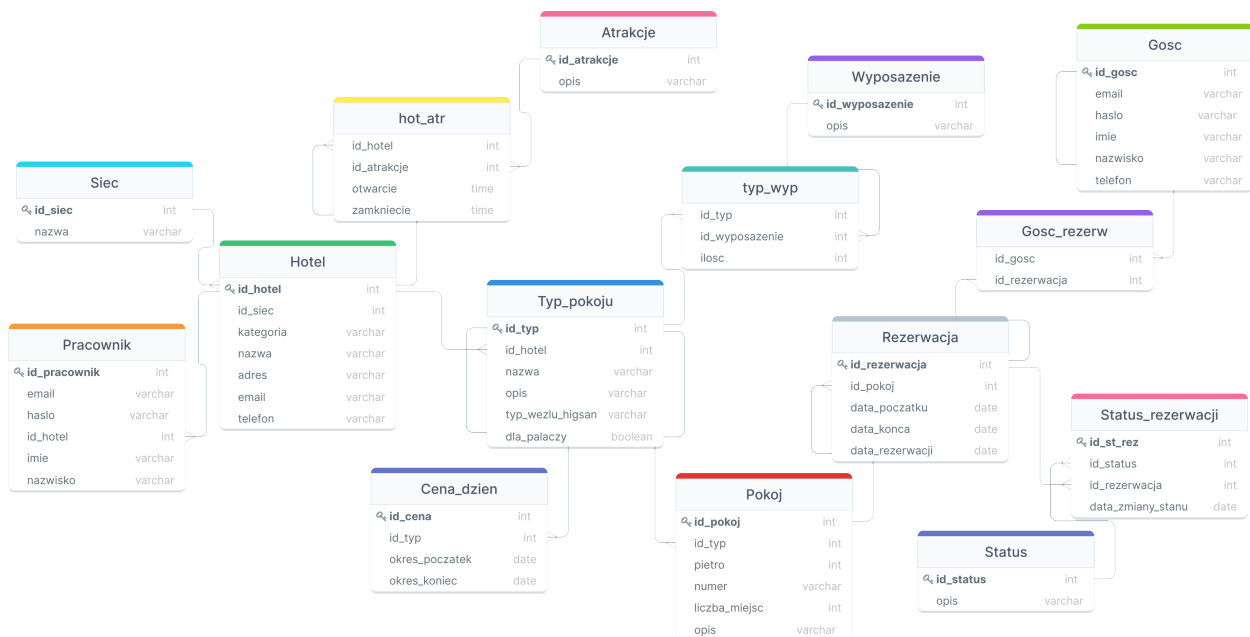 Atrakcje
id_atrakcje int
opis varchar
Gosc
id_gosc int
email varchar
haslo varchar
imie varchar
nazwisko varchar
telefon varchar
Wyposazenie
id_wyposazenie int
opis varchar
hot_atr
id_hotel int
id_atrakcje int
otwarcie time
zamkniecie time
Siec
id_siec int
nazwa varchar
typ_wyp
id_typ int
id_wyposazenie int
ilosc int
Gosc_rezerw
id_gosc int
id_rezerwacja int
Hotel
id_hotel int
id_siec int
kategoria varchar
nazwa varchar
adres varchar
email varchar
telefon varchar
Typ_pokoju
id_typ int
id_hotel int
nazwa varchar
opis varchar
typ_wezlu_higsan varchar
dla_palaczy boolean
Pracownik
id_pracownik int
email varchar
haslo varchar
id_hotel int
imie varchar
nazwisko varchar
Rezerwacja
id_rezerwacja int
id_pokoj int
data_poczatku date
data_konca date
data_rezerwacji date
Status_rezerwacji
id_st_rez int
id_status int
id_rezerwacja int
data_zmiany_stanu date
Cena_dzien
id_cena int
id_typ int
okres_poczatek date
okres_koniec date
Pokoj
id_pokoj int
id_typ int
pietro int
numer varchar
liczba_miejsc int
opis varchar
Status
id_status int
opis varchar